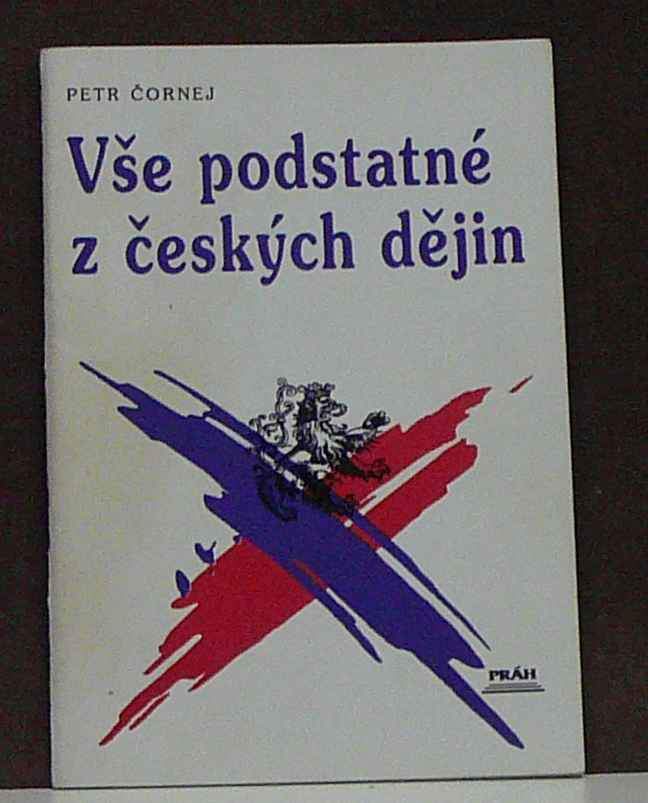 PETR ČORNEJ
Vše podstatné
z českých dějin
PRÁH